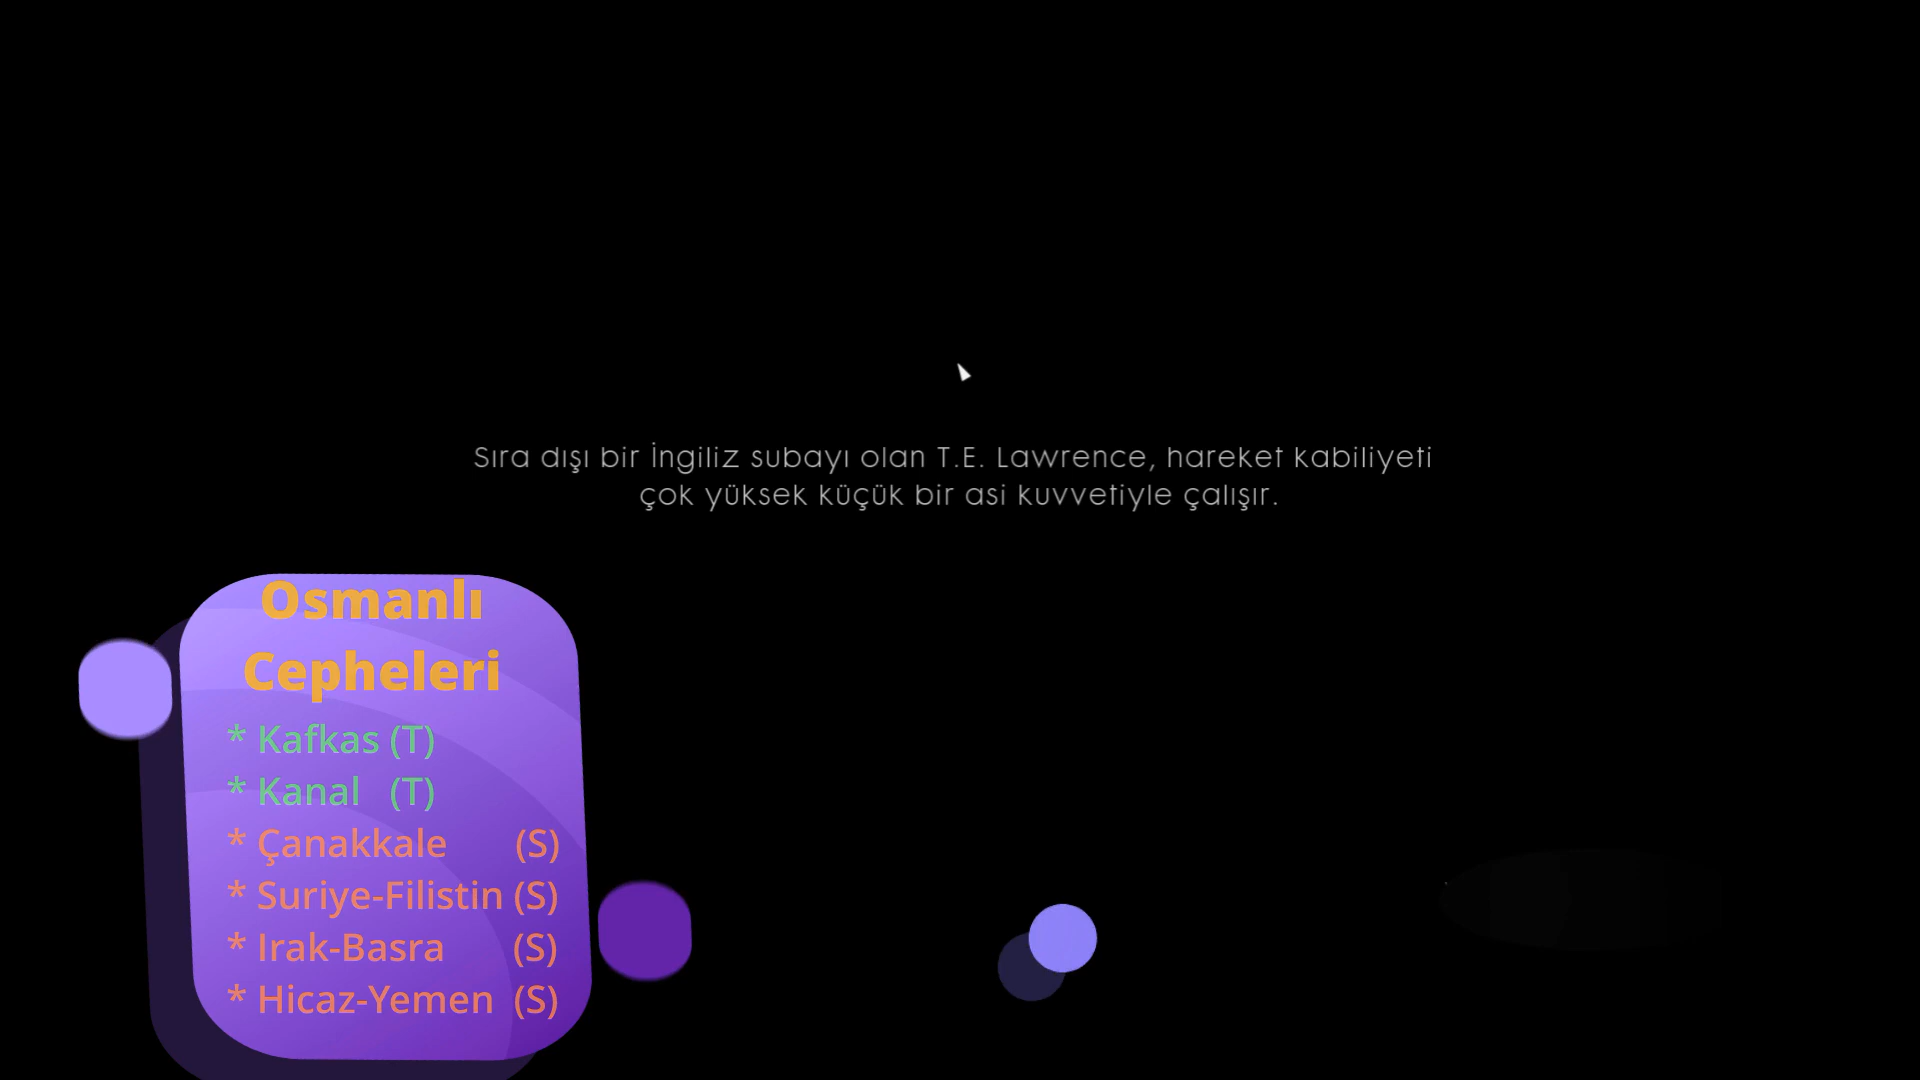 Sıra dışı bir İngiliz subayı olan T.E. Lawrence, hareket kabiliyeti
çok yüksek küçük bir asi kuvvetiyle çalışır.
Osmanlı
Cepheleri
* Kafkas (T)
* Kanal (T)
* Çanakkale (S)
* Suriye-Filistin (S)
* Irak-Basra (S)
* Hicaz-Yemen (S)